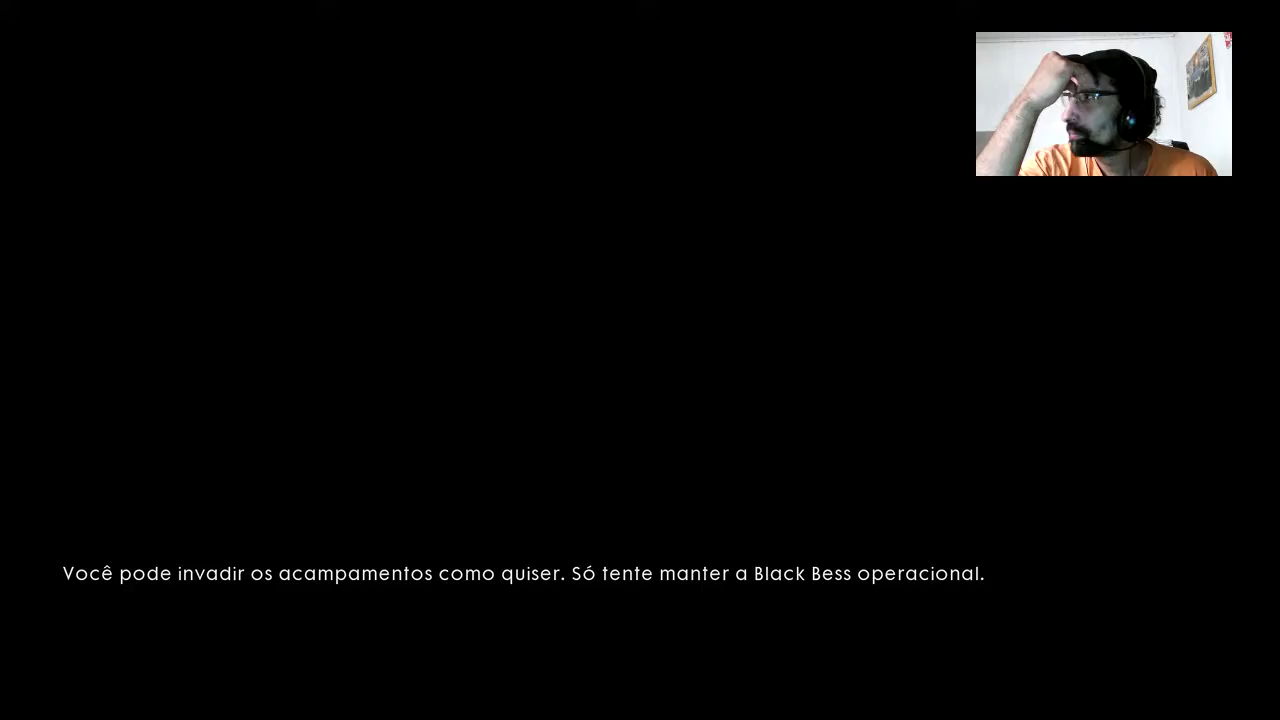 Você pode invadir os acampamentos como quiser. Só tente manter a Black Bess operacional.